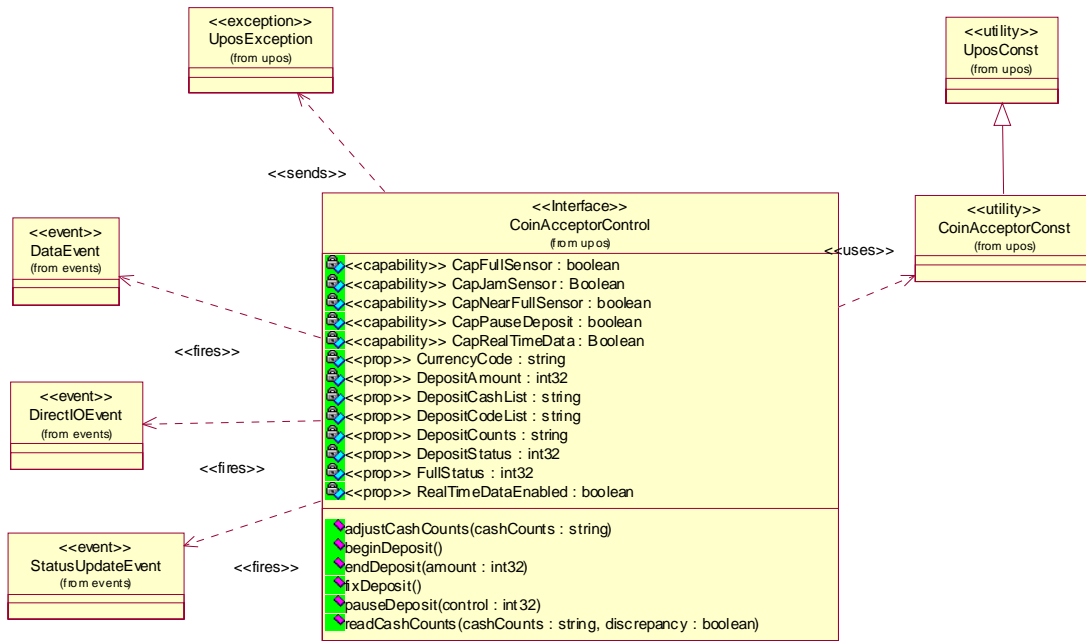 <<exception>>
UposException
(from upos)
<<utility>>
UposConst
(from upos)
<<sends>>
<<event>>
DataEvent
(from events)
<<Interface>>
CoinAcceptorControl
(from upos)
<<utility>>
CoinAcceptorConst
(from upos)
<<uses>>
<<capability>> CapFullSensor : boolean
<<capability>> CapJamSensor : Boolean
<<capability>> CapNearFullSensor : boolean
<<capability>> CapPauseDeposit : boolean
<<capability>> CapRealTimeData : Boolean
<<prop>> CurrencyCode : string
<<prop>> DepositAmount : int32
<<prop>> DepositCashList : string
<<prop>> DepositCodeList : string
<<prop>> DepositCounts : string
<<prop>> DepositStatus : int32
<<prop>> FullStatus : int32
<<prop>> RealTimeDataEnabled : boolean
<<fires>>
<<event>>
DirectIOEvent
(from events)
<<fires>>
<<event>>
StatusUpdateEvent
(from events)
<<fires>>
adjustCashCounts(cashCounts : string)
beginDeposit()
endDeposit(amount : int32)
fixDeposit()
pauseDeposit(control : int32)
readCashCounts(cashCounts : string, discrepancy : boolean)